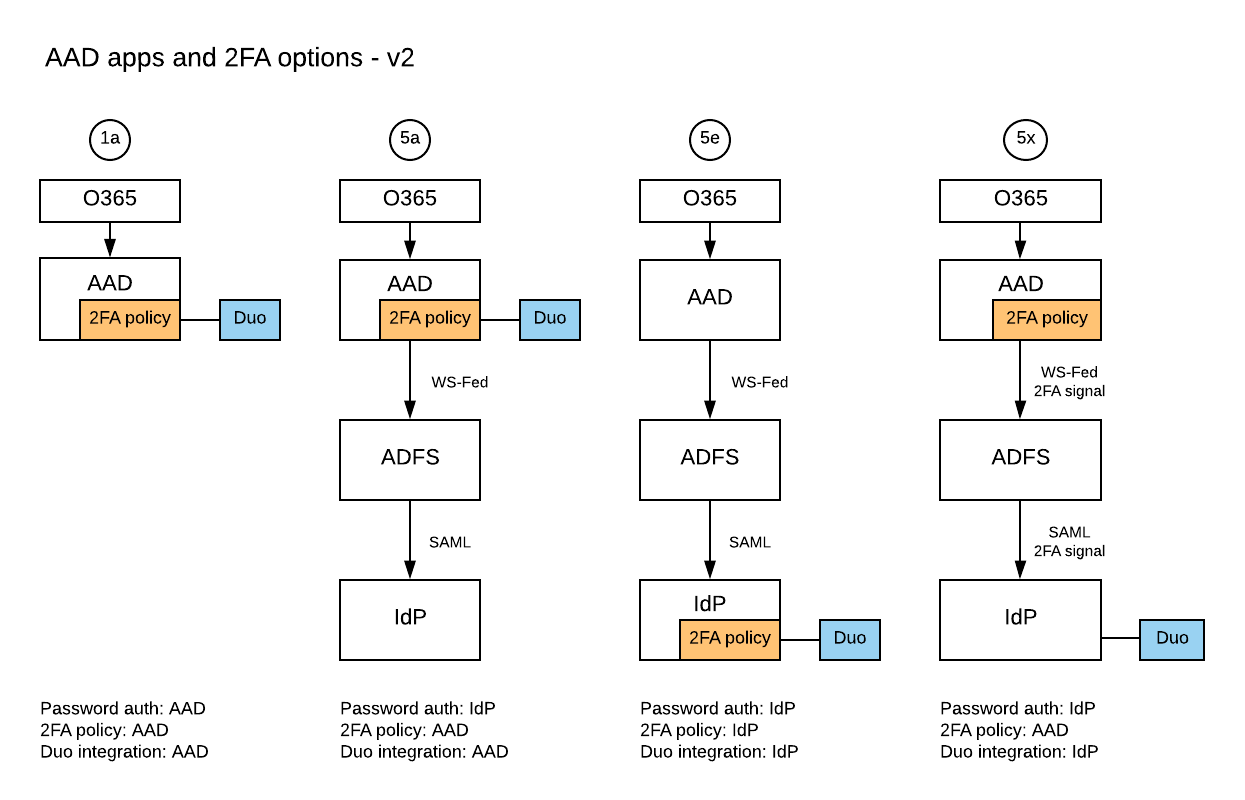 AAD apps and 2FA options - v2
1a
O365
AAD
2FA policy
Duo
Password auth: AAD
2FA policy: AAD
Duo integration: AAD
5a
O365
AAD
2FA policy
Duo
WS-Fed
ADFS
SAML
IdP
Password auth: IdP
2FA policy: AAD
Duo integration: AAD
5e
O365
AAD
WS-Fed
ADFS
SAML
IdP
2FA policy
Duo
Password auth: IdP
2FA policy: IdP
Duo integration: IdP
5x
O365
AAD
2FA policy
WS-Fed
2FA signal
ADFS
SAML
2FA signal
IdP
Duo
Password auth: IdP
2FA policy: AAD
Duo integration: IdP